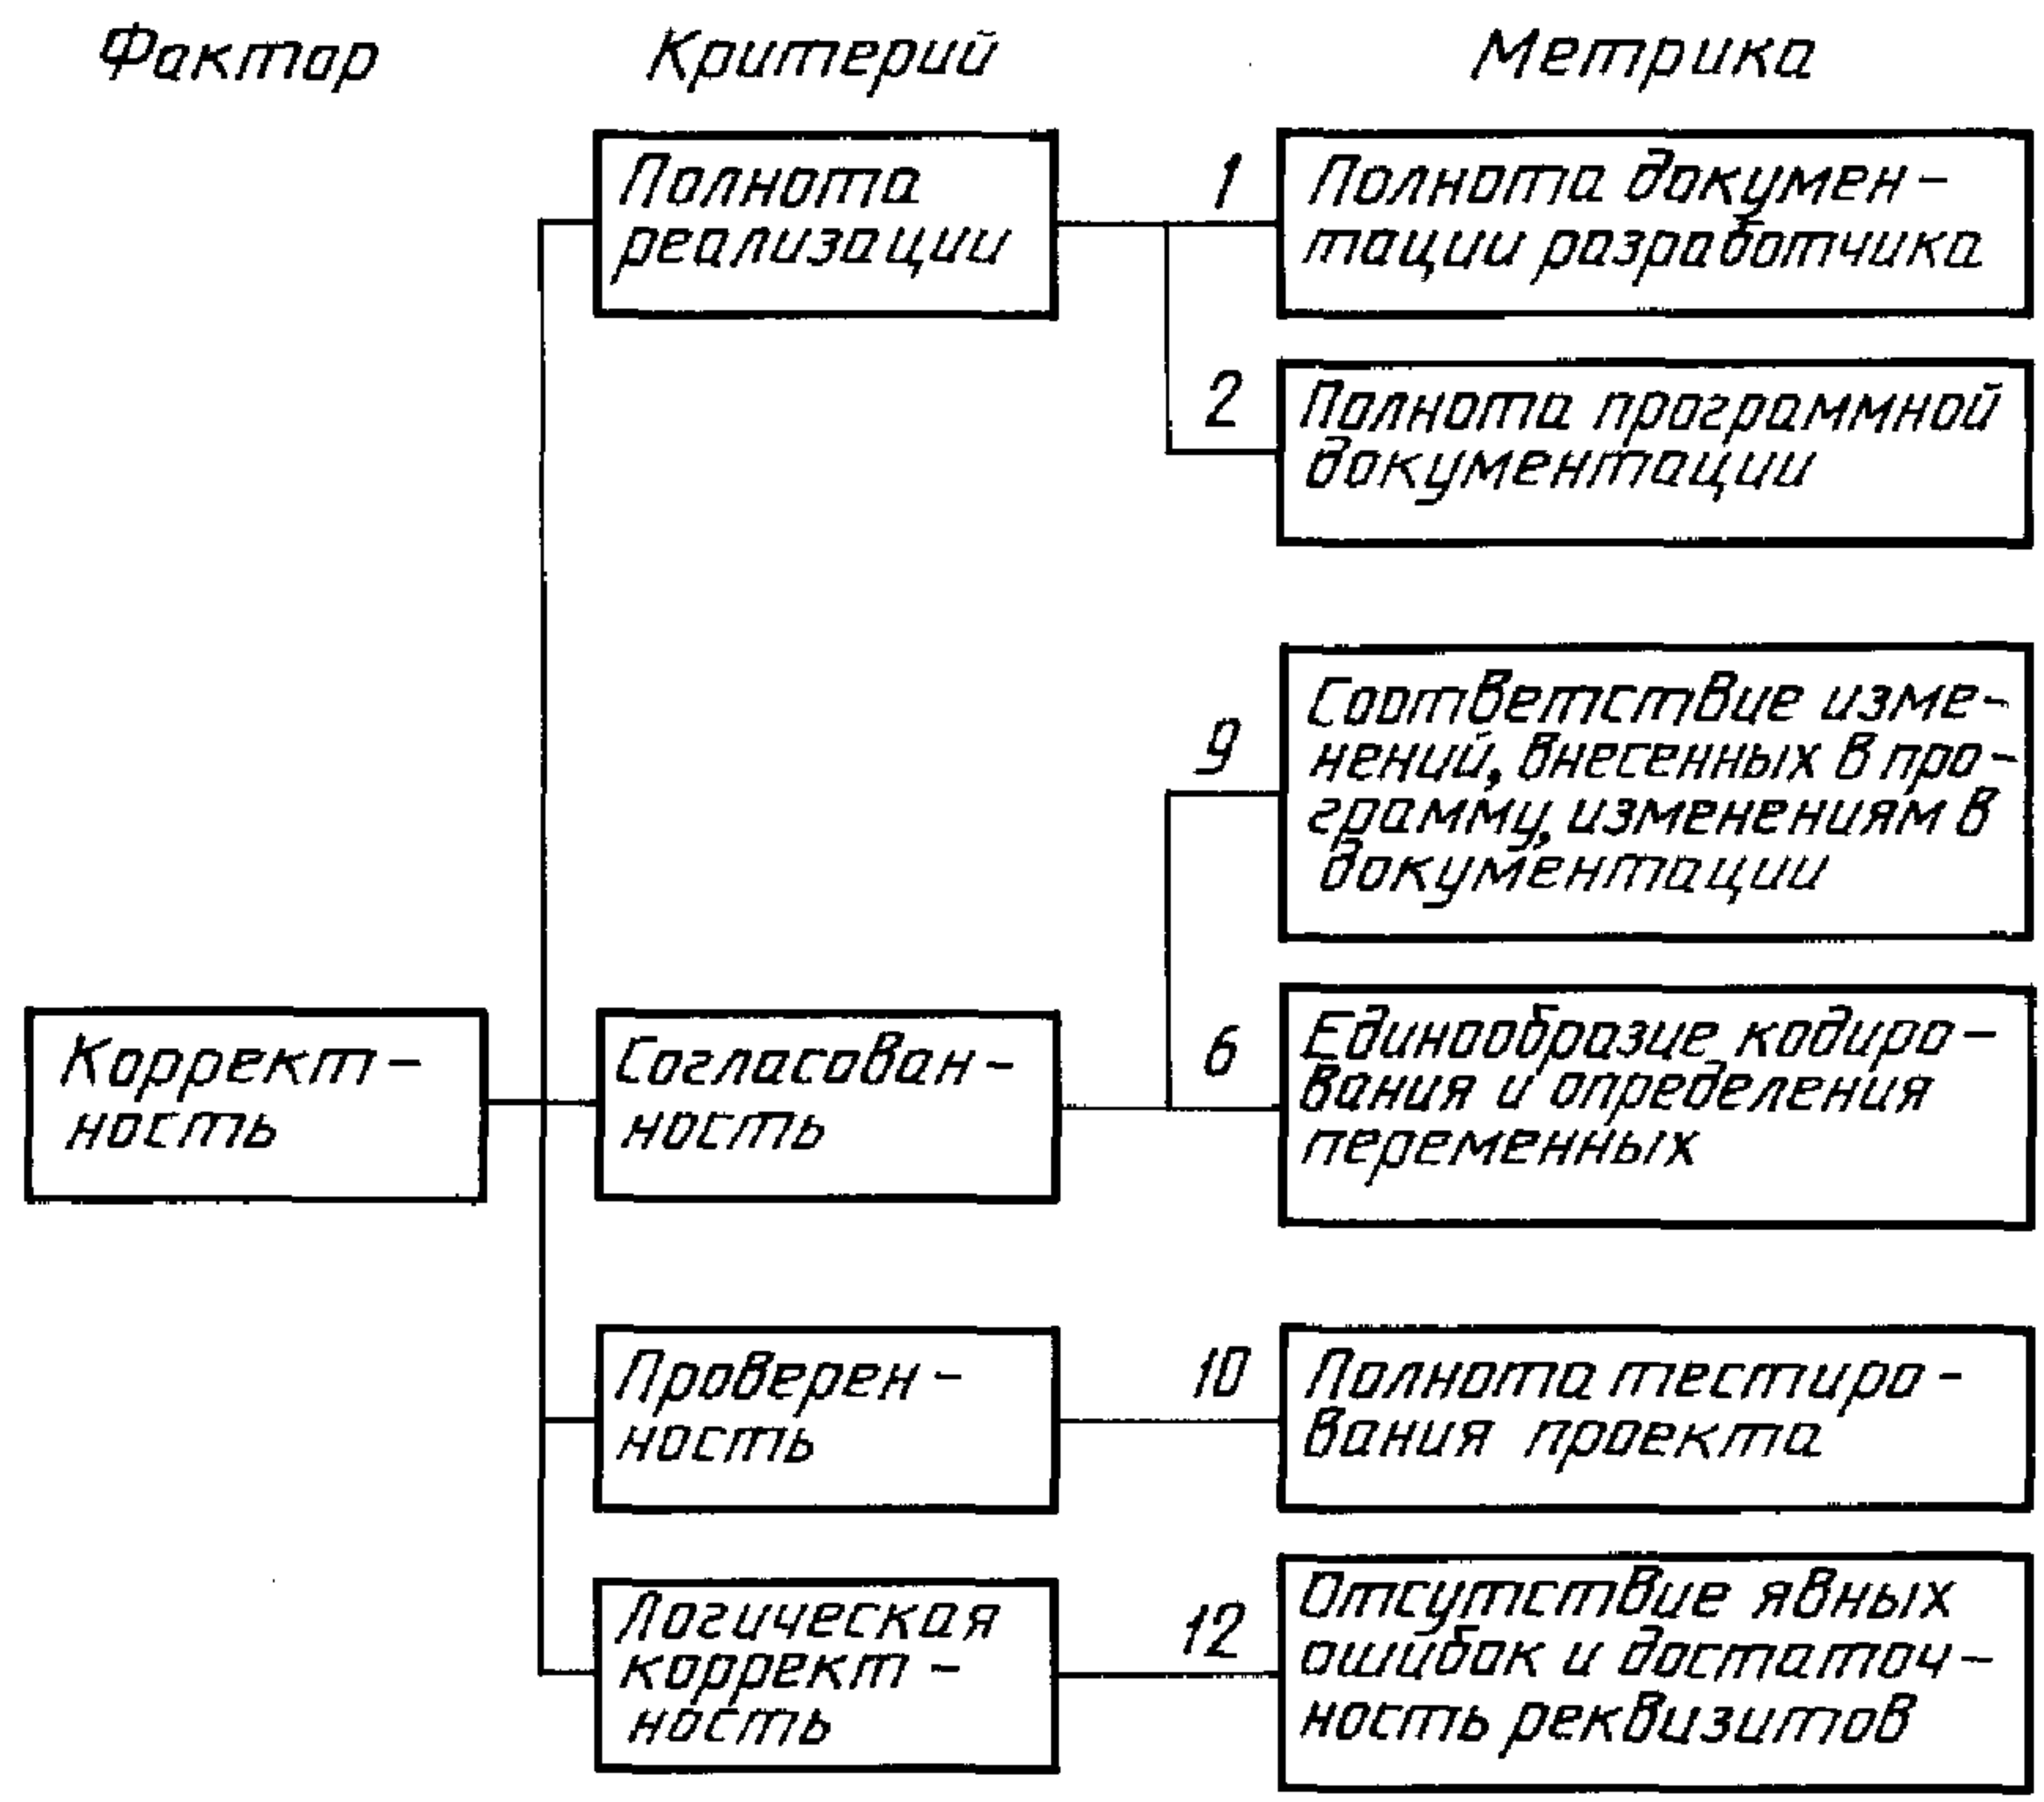 Фактор
Критерий
Метрика
Полнота
реализации
1
Полнота докумен-
тации разработчика
2
Полнота программной
документации
9
Соответствие изме-
нений, внесенных в про-
грамму, изменениям в
документации
Коррект-
ность
Согласован-
ность
6
Единообразие кодиро-
вания и определения
переменных
Проверен-
ность
10
Полнота тестиро-
вания проекта
Логическая
коррект-
ность
12
Отсутствие явных
ошибок и достаточ-
ность реквизитов